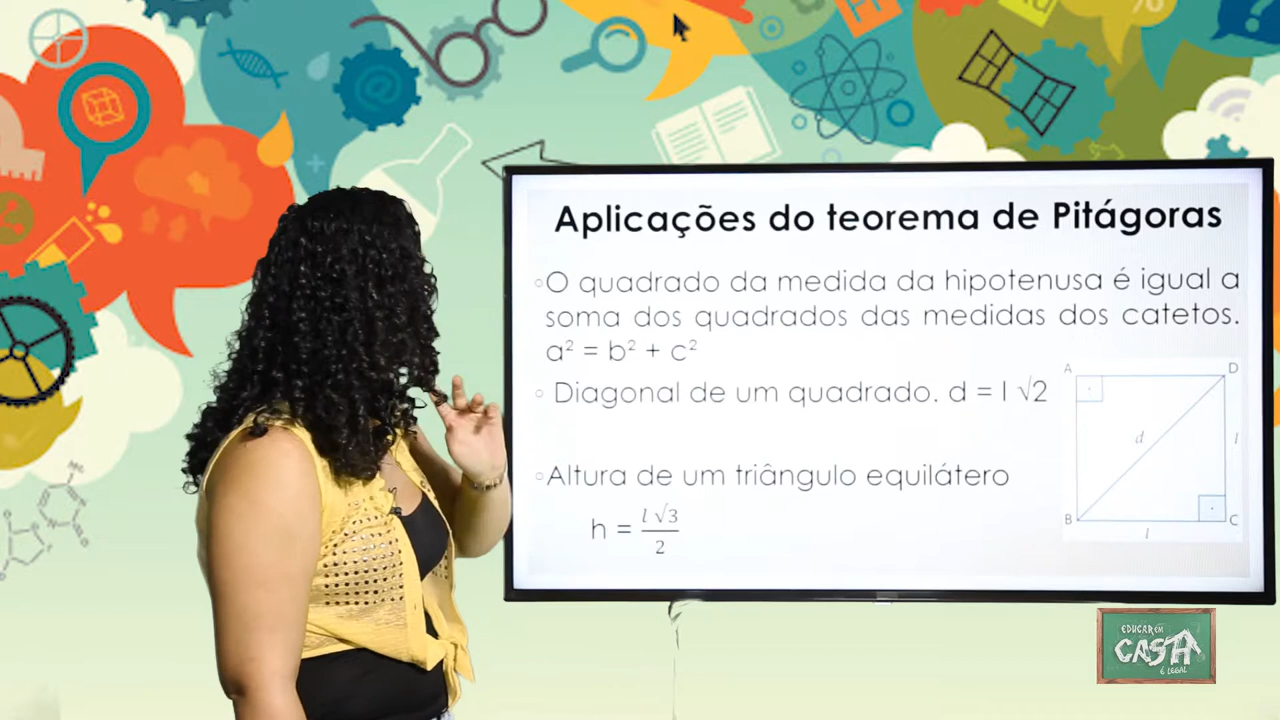 Aplicações do teorema de Pitágoras
O quadrado da medida da hipotenusa é igual a
soma dos quadrados das medidas dos catetos.
a² = b² + c²
Diagonal de um quadrado. d = l √2
A
D
d
l
B
C
l
Altura de um triângulo equilátero
h = l √3
2
EDUCAR EM
CASA
É LEGAL
Me
@
%